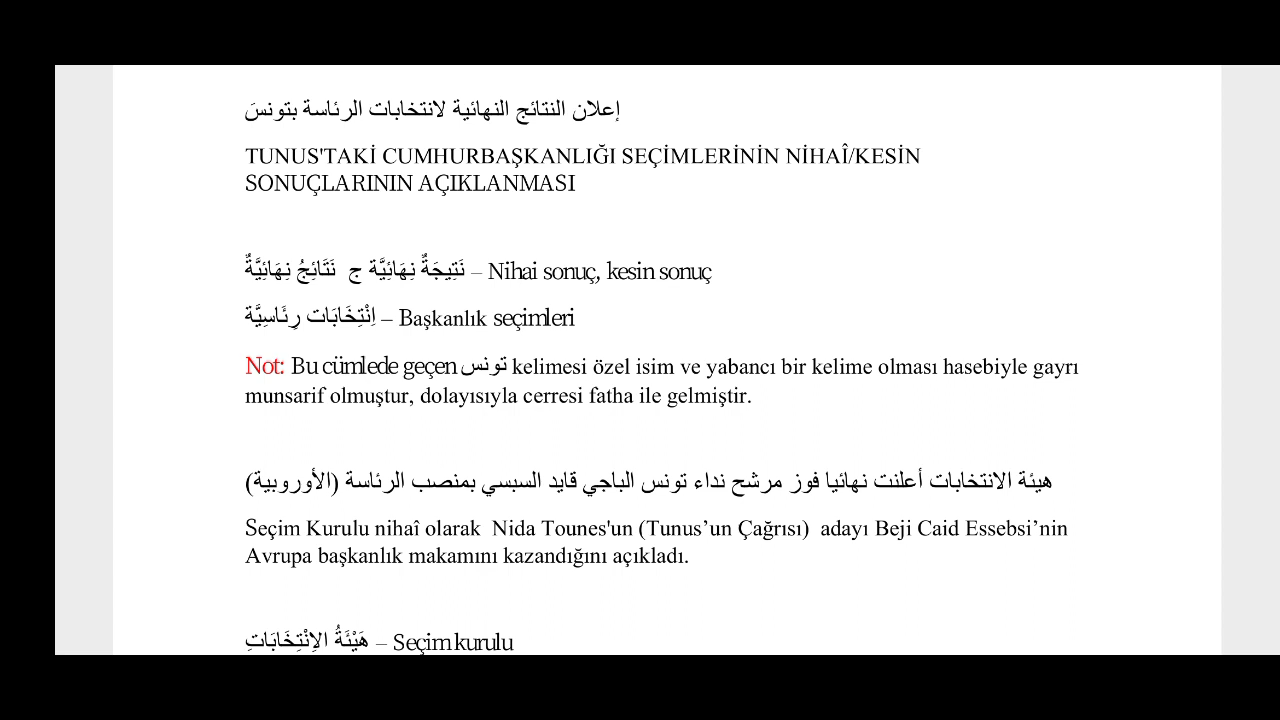 إعلان النتائج النهائية لانتخابات الرئاسة بتونسَ
TUNUS'TAKİ CUMHURBAŞKANLIĞI SEÇİMLERİNİN NİHAÎ/KESİN
SONUÇLARININ AÇIKLANMASI
نَتِيجَةٌ نِهَائِيَّة ج نَتَائِجُ نِهَائِيَّةٌ – Nihai sonuç, kesin sonuç
اِنْتِخَابَات رِئَاسِيَّة – Başkanlık seçimleri
Not: Bu cümlede geçen تونس kelimesi özel isim ve yabancı bir kelime olması hasebiyle gayrı
munsarif olmuştur, dolayısıyla cerresi fatha ile gelmiştir.
هيئة الانتخابات أعلنت نهائيا فوز مرشح نداء تونس الباجي قايد السبسي بمنصب الرئاسة (الأوروبية)
Seçim Kurulu nihaî olarak Nida Tounes'un (Tunus’un Çağrısı) adayı Beji Caid Essebsi’nin
Avrupa başkanlık makamını kazandığını açıkladı.
هَيْئَةُ الاِنْتِخَابَاتِ – Seçim kurulu